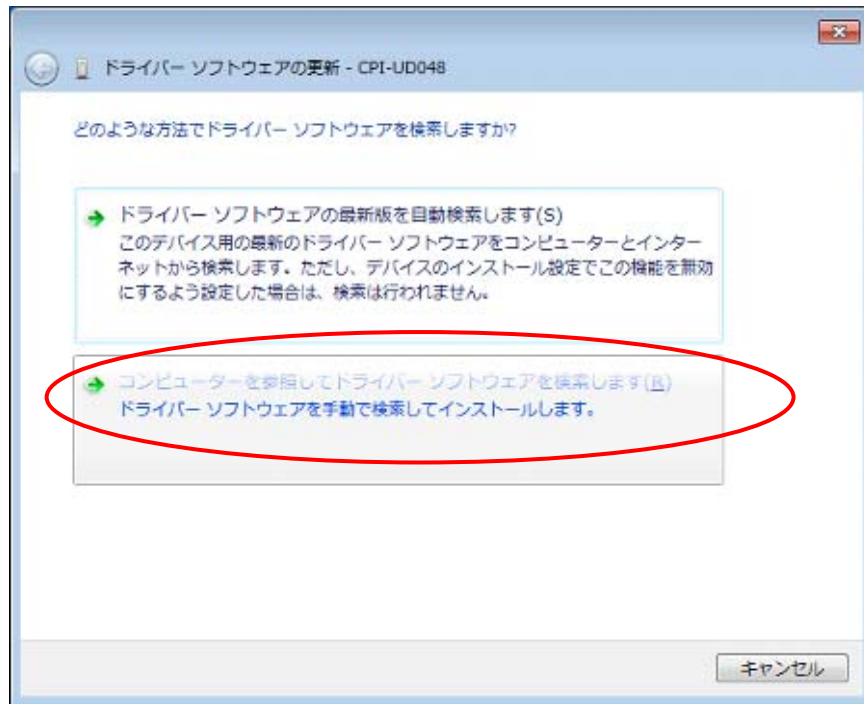 ドライバー ソフトウェアの更新 - CPI-UD048
どのような方法でドライバー ソフトウェアを検索しますか?
ドライバー ソフトウェアの最新版を自動検索します(S)
このデバイス用の最新のドライバー ソフトウェアをコンピューターとインター
ネットから検索します。ただし、デバイスのインストール設定でこの機能を無効
にするよう設定した場合は、検索は行われません。
コンピューターを参照してドライバー ソフトウェアを検索します(R)
ドライバー ソフトウェアを手動で検索してインストールします。
キャンセル